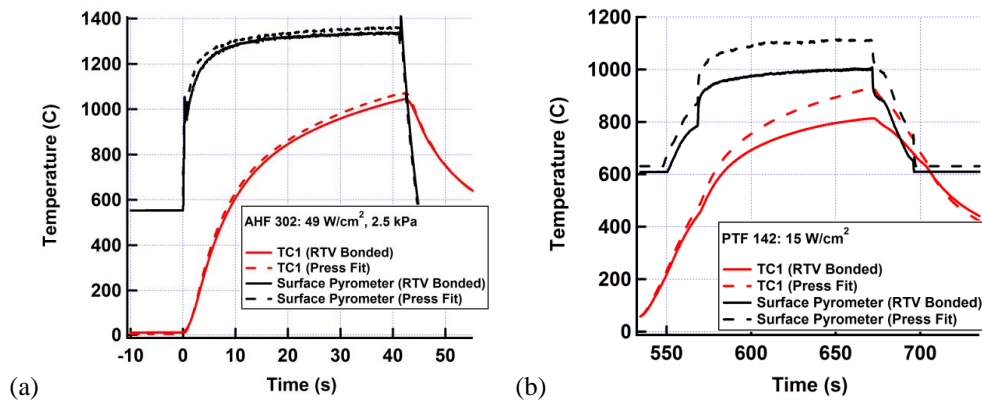 1400
1200
1000
800
600
400
200
0
Temperature (C)
AHF 302: 49 W/cm², 2.5 kPa
TC1 (RTV Bonded)
TC1 (Press Fit)
Surface Pyrometer (RTV Bonded)
Surface Pyrometer (Press Fit)
-10 0 10 20 30 40 50
Time (s)
(a)
1200
1000
800
600
400
200
0
Temperature (C)
PTF 142: 15 W/cm²
TC1 (RTV Bonded)
TC1 (Press Fit)
Surface Pyrometer (RTV Bonded)
Surface Pyrometer (Press Fit)
550 600 650 700
Time (s)
(b)